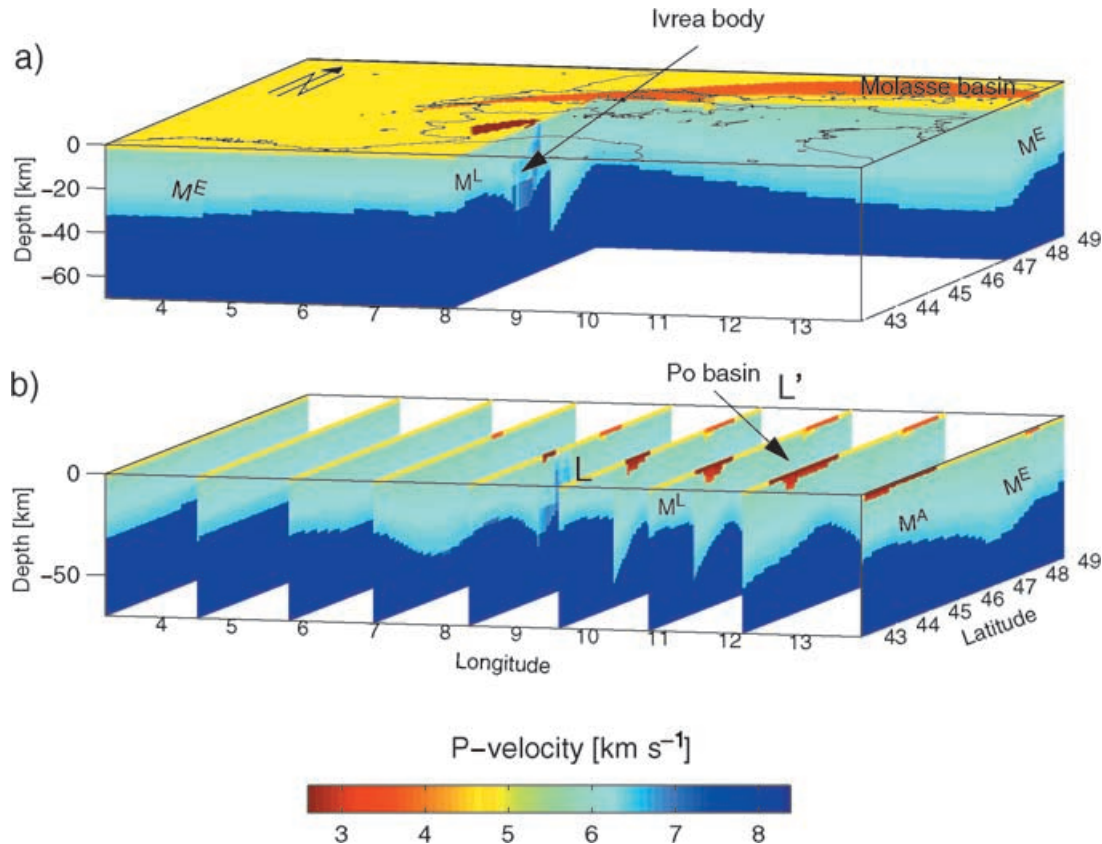 Ivrea body
a)
Molasse basin
N
M^E
M^L
M^E
Depth [km]
0
−20
−40
−60
4 5 6 7 8 9 10 11 12 13
43 44 45 46 47 48 49
b)
Po basin
L'
L
M^L
M^A
M^E
Depth [km]
0
−50
4 5 6 7 8 9 10 11 12 13
Longitude
43 44 45 46 47 48 49
Latitude
P−velocity [km s⁻¹]
3 4 5 6 7 8